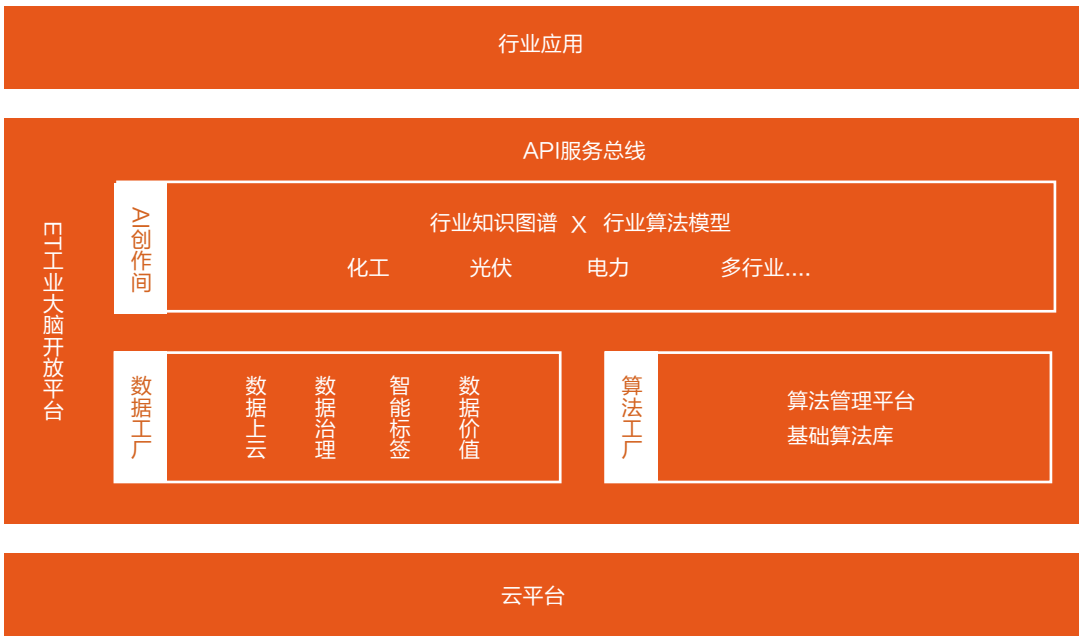 行业应用
API服务总线
ET工业大脑开放平台
AI创作间
行业知识图谱 X 行业算法模型
化工 光伏 电力 多行业....
数据工厂
数据上云
数据治理
智能标签
数据价值
算法工厂
算法管理平台
基础算法库
云平台